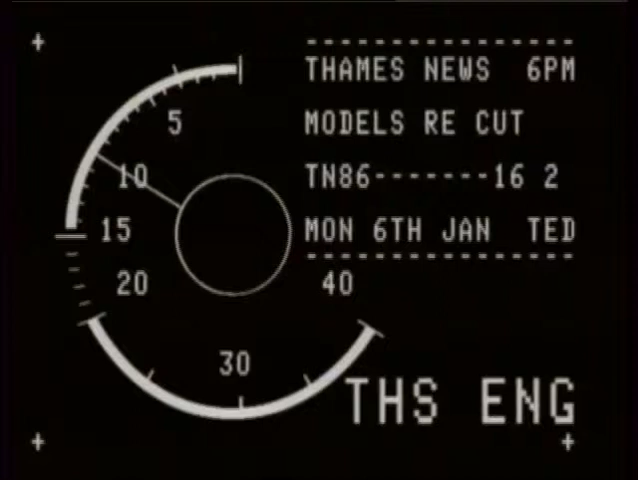 THAMES NEWS 6PM
MODELS RE CUT
TN86-------16 2
MON 6TH JAN TED
5
10
15
20
30
40
THS ENG